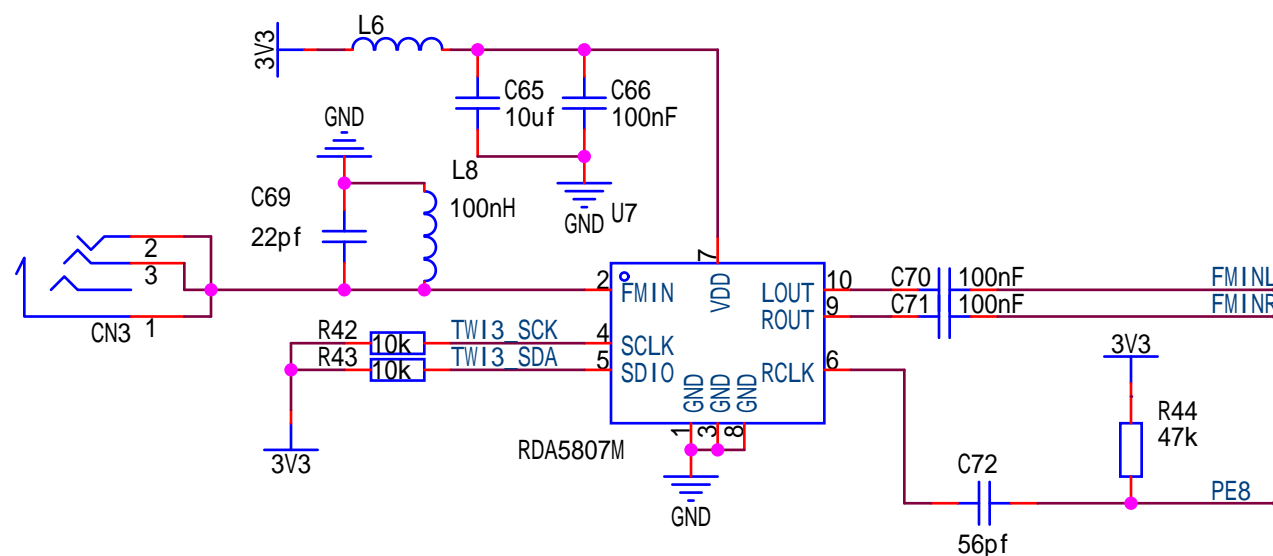 L6
3V3
C65
10uf
C66
100nF
GND
L8
100nH
C69
22pf
GND
U7
2
3
1
CN3
2
FMIN
7
VDD
LOUT
10
ROUT
9
C70
100nF
C71
100nF
FMINL
FMINR
R42
10k
TWI3_SCK
4
SCLK
R43
10k
TWI3_SDA
5
SDIO
RCLK
6
3V3
GND
GND
GND
1
3
8
R44
47k
3V3
RDA5807M
GND
C72
56pf
PE8